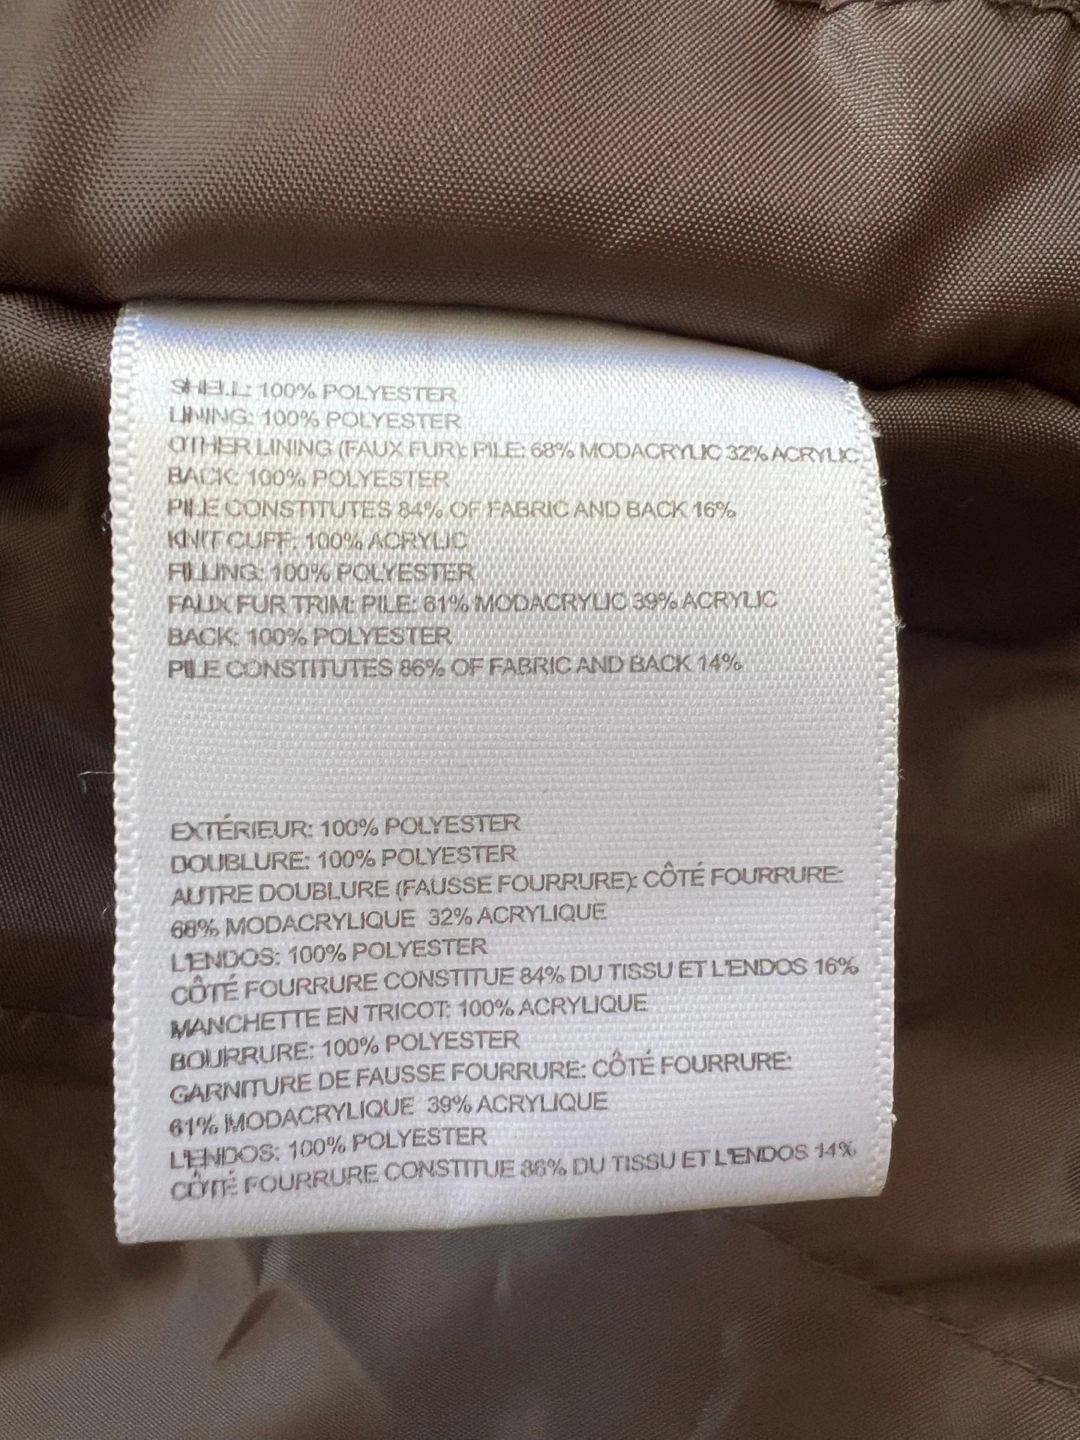 SHELL: 100% POLYESTER
LINING: 100% POLYESTER
OTHER LINING (FAUX FUR): PILE: 68% MODACRYLIC 32% ACRYLIC
BACK: 100% POLYESTER
PILE CONSTITUTES 84% OF FABRIC AND BACK 16%
KNIT CUFF: 100% ACRYLIC
FILLING: 100% POLYESTER
FAUX FUR TRIM: PILE: 61% MODACRYLIC 39% ACRYLIC
BACK: 100% POLYESTER
PILE CONSTITUTES 86% OF FABRIC AND BACK 14%
EXTÉRIEUR: 100% POLYESTER
DOUBLURE: 100% POLYESTER
AUTRE DOUBLURE (FAUSSE FOURRURE): CÔTÉ FOURRURE:
68% MODACRYLIQUE 32% ACRYLIQUE
L'ENDOS: 100% POLYESTER
CÔTÉ FOURRURE CONSTITUE 84% DU TISSU ET L'ENDOS 16%
MANCHETTE EN TRICOT: 100% ACRYLIQUE
BOURRURE: 100% POLYESTER
GARNITURE DE FAUSSE FOURRURE: CÔTÉ FOURRURE:
61% MODACRYLIQUE 39% ACRYLIQUE
L'ENDOS: 100% POLYESTER
CÔTÉ FOURRURE CONSTITUE 86% DU TISSU ET L'ENDOS 14%